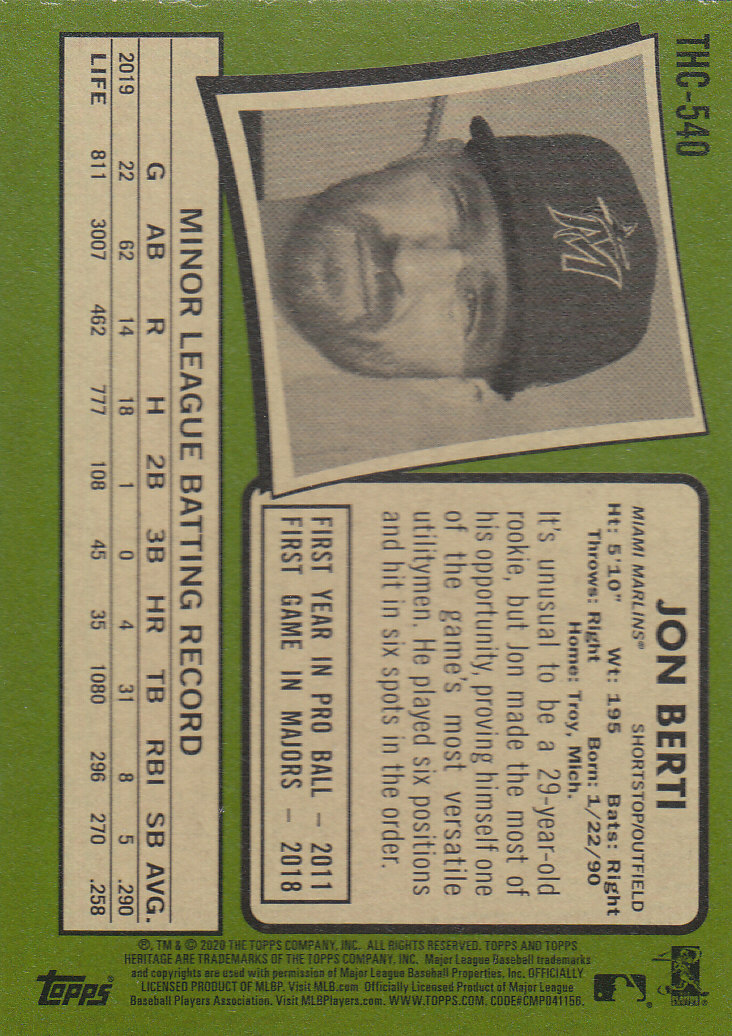 THC-540
JON BERTI
MIAMI MARLINS® SHORTSTOP/OUTFIELD
Ht: 5'10" Wt: 195 Bats: Right
Throws: Right Born: 1/22/90
Home: Troy, Mich.
It's unusual to be a 29-year-old
rookie, but Jon made the most of
his opportunity, proving himself one
of the game's most versatile
utilitymen. He played six positions
and hit in six spots in the order.
FIRST YEAR IN PRO BALL – 2011
FIRST GAME IN MAJORS – 2018
MINOR LEAGUE BATTING RECORD
G AB R H 2B 3B HR TB RBI SB AVG.
2019 22 62 14 18 1 0 4 31 8 5 .290
LIFE 811 3007 462 777 108 45 35 1080 296 270 .258
®, TM & © 2020 THE TOPPS COMPANY, INC. ALL RIGHTS RESERVED. TOPPS AND TOPPS
HERITAGE ARE TRADEMARKS OF THE TOPPS COMPANY, INC. Major League Baseball trademarks
and copyrights are used with permission of Major League Baseball Properties, Inc. OFFICIALLY
LICENSED PRODUCT OF MLBP. Visit MLB.com Officially Licensed Product of Major League
Baseball Players Association. Visit MLBPlayers.com. WWW.TOPPS.COM. CODE#CMP041156.
Topps®